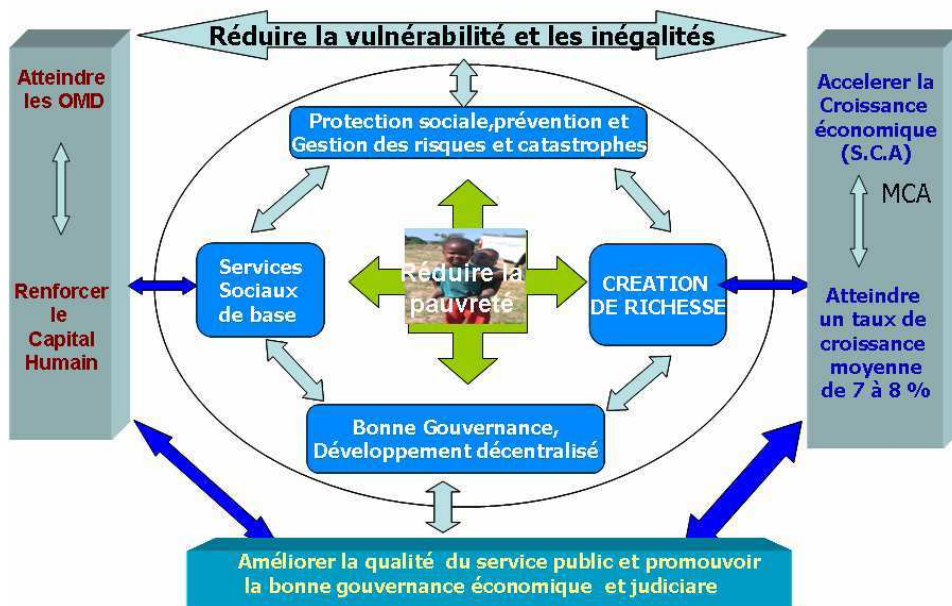 Réduire la vulnérabilité et les inégalités
Atteindre
les OMD
Renforcer
le
Capital
Humain
Protection sociale,prévention et
Gestion des risques et catastrophes
Services
Sociaux
de base
Réduire la
pauvreté
CREATION
DE RICHESSE
Bonne Gouvernance,
Développement décentralisé
Accelerer la
Croissance
économique
(S.C.A)
MCA
Atteindre
un taux de
croissance
moyenne
de 7 à 8 %
Améliorer la qualité du service public et promouvoir
la bonne gouvernance économique et judiciare